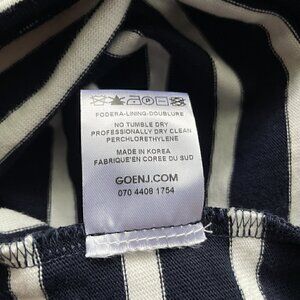 FODERA-LINING-DOUBLURE
NO TUMBLE DRY
PROFESSIONALLY DRY CLEAN
PERCHLORETHYLENE
MADE IN KOREA
FABRIQUE'EN COREE DU SUD
GOENJ.COM
070 4408 1754